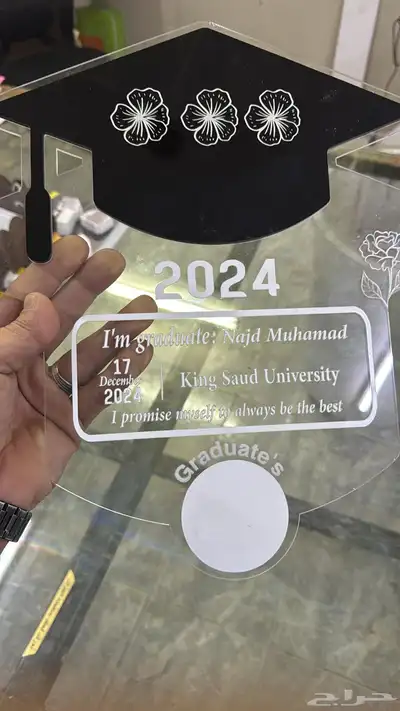 2024
I'm graduate: Najd Muhamad
17
December
2024
King Saud University
I promise myself to always be the best
Graduate's
حراج